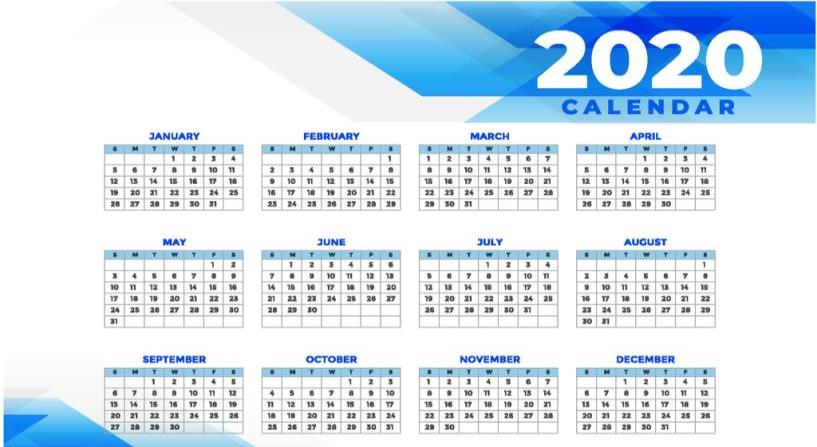 2020
CALENDAR
JANUARY
S M T W T F S
1 2 3 4
5 6 7 8 9 10 11
12 13 14 15 16 17 18
19 20 21 22 23 24 25
26 27 28 29 30 31
FEBRUARY
S M T W T F S
1
2 3 4 5 6 7 8
9 10 11 12 13 14 15
16 17 18 19 20 21 22
23 24 25 26 27 28 29
MARCH
S M T W T F S
1 2 3 4 5 6 7
8 9 10 11 12 13 14
15 16 17 18 19 20 21
22 23 24 25 26 27 28
29 30 31
APRIL
S M T W T F S
1 2 3 4
5 6 7 8 9 10 11
12 13 14 15 16 17 18
19 20 21 22 23 24 25
26 27 28 29 30
MAY
S M T W T F S
1 2
3 4 5 6 7 8 9
10 11 12 13 14 15 16
17 18 19 20 21 22 23
24 25 26 27 28 29 30
31
JUNE
S M T W T F S
1 2 3 4 5 6
7 8 9 10 11 12 13
14 15 16 17 18 19 20
21 22 23 24 25 26 27
28 29 30
JULY
S M T W T F S
1 2 3 4
5 6 7 8 9 10 11
12 13 14 15 16 17 18
19 20 21 22 23 24 25
26 27 28 29 30 31
AUGUST
S M T W T F S
1
2 3 4 5 6 7 8
9 10 11 12 13 14 15
16 17 18 19 20 21 22
23 24 25 26 27 28 29
30 31
SEPTEMBER
S M T W T F S
1 2 3 4 5
6 7 8 9 10 11 12
13 14 15 16 17 18 19
20 21 22 23 24 25 26
27 28 29 30
OCTOBER
S M T W T F S
1 2 3
4 5 6 7 8 9 10
11 12 13 14 15 16 17
18 19 20 21 22 23 24
25 26 27 28 29 30 31
NOVEMBER
S M T W T F S
1 2 3 4 5 6 7
8 9 10 11 12 13 14
15 16 17 18 19 20 21
22 23 24 25 26 27 28
29 30
DECEMBER
S M T W T F S
1 2 3 4 5
6 7 8 9 10 11 12
13 14 15 16 17 18 19
20 21 22 23 24 25 26
27 28 29 30 31